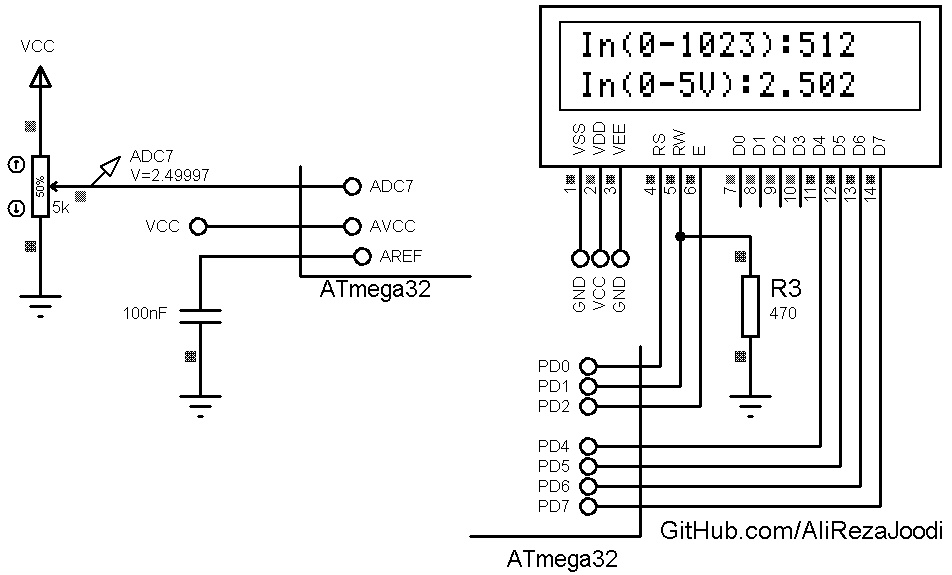 VCC
50%
5k
ADC7
V=2.49997
ADC7
VCC
AVCC
AREF
ATmega32
100nF
In(0-1023):512
In(0-5V):2.502
VSS
VDD
VEE
RS
RW
E
D0
D1
D2
D3
D4
D5
D6
D7
1
2
3
4
5
6
7
8
9
10
11
12
13
14
GND
VCC
GND
R3
470
PD0
PD1
PD2
PD4
PD5
PD6
PD7
GitHub.com/AliRezaJoodi
ATmega32